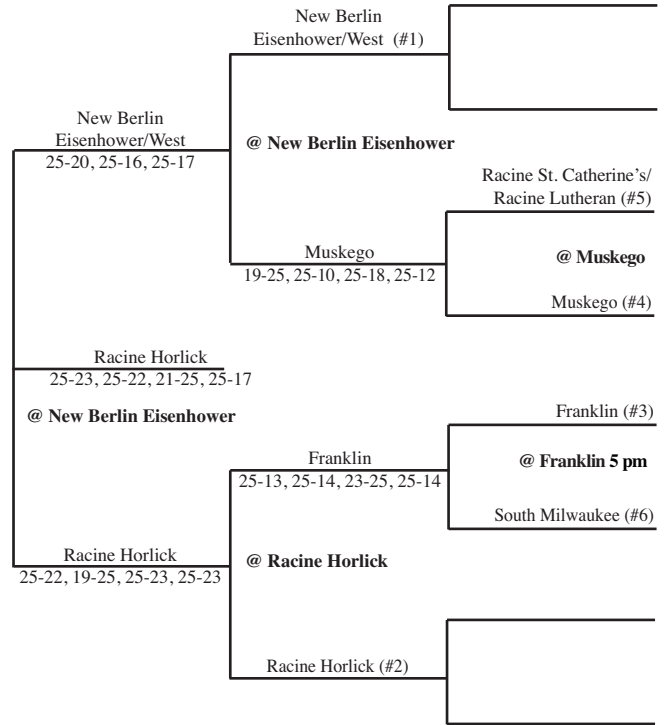 New Berlin
Eisenhower/West (#1)
New Berlin
Eisenhower/West
25-20, 25-16, 25-17
@ New Berlin Eisenhower
Racine St. Catherine's/
Racine Lutheran (#5)
Muskego
19-25, 25-10, 25-18, 25-12
@ Muskego
Muskego (#4)
Racine Horlick
25-23, 25-22, 21-25, 25-17
@ New Berlin Eisenhower
Franklin (#3)
Franklin
25-13, 25-14, 23-25, 25-14
@ Franklin 5 pm
South Milwaukee (#6)
Racine Horlick
25-22, 19-25, 25-23, 25-23
@ Racine Horlick
Racine Horlick (#2)